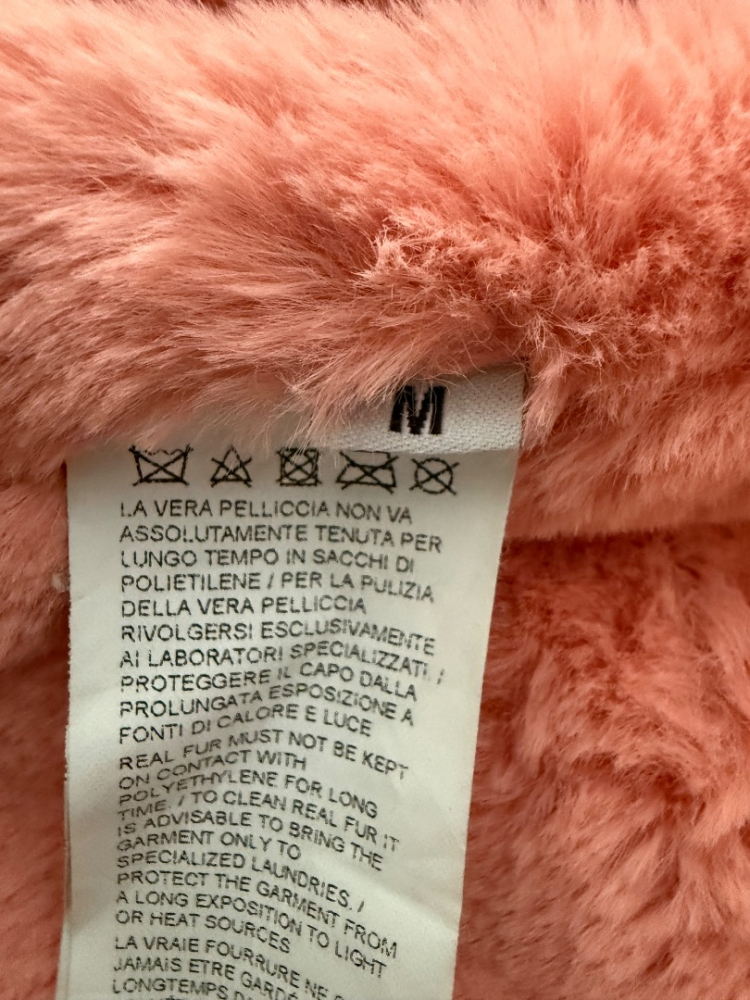 M
LA VERA PELLICCIA NON VA
ASSOLUTAMENTE TENUTA PER
LUNGO TEMPO IN SACCHI DI
POLIETILENE / PER LA PULIZIA
DELLA VERA PELLICCIA
RIVOLGERSI ESCLUSIVAMENTE
AI LABORATORI SPECIALIZZATI. /
PROTEGGERE IL CAPO DALLA
PROLUNGATA ESPOSIZIONE A
FONTI DI CALORE E LUCE
REAL FUR MUST NOT BE KEPT
ON CONTACT WITH
POLYETHYLENE FOR LONG
TIME. / TO CLEAN REAL FUR IT
IS ADVISABLE TO BRING THE
GARMENT ONLY TO
SPECIALIZED LAUNDRIES. /
PROTECT THE GARMENT FROM
A LONG EXPOSITION TO LIGHT
OR HEAT SOURCES
LA VRAIE FOURRURE NE
JAMAIS ETRE GARDÉ
LONGTEMPS